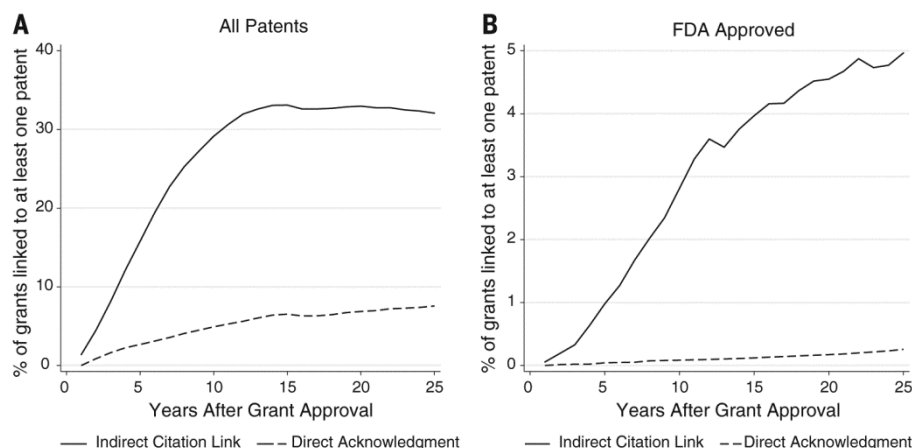 A
All Patents
% of grants linked to at least one patent
40
30
20
10
0
0 5 10 15 20 25
Years After Grant Approval
Indirect Citation Link Direct Acknowledgment
B
FDA Approved
% of grants linked to at least one patent
5
4
3
2
1
0
0 5 10 15 20 25
Years After Grant Approval
Indirect Citation Link Direct Acknowledgment